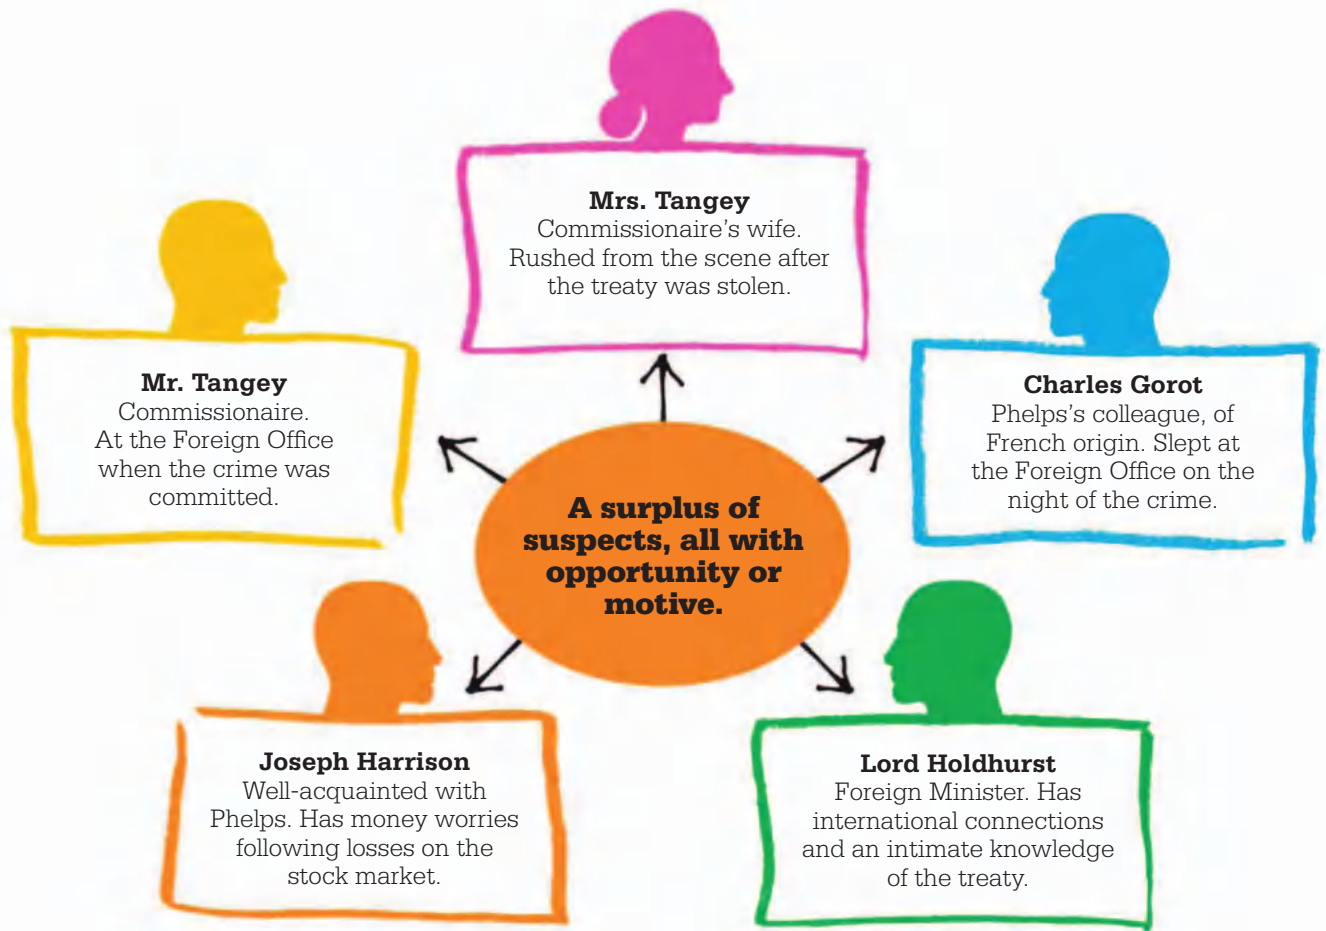 Mrs. Tangey
Commissionaire’s wife.
Rushed from the scene after
the treaty was stolen.
Mr. Tangey
Commissionaire.
At the Foreign Office
when the crime was
committed.
Charles Gorot
Phelps’s colleague, of
French origin. Slept at
the Foreign Office on the
night of the crime.
A surplus of
suspects, all with
opportunity or
motive.
Joseph Harrison
Well-acquainted with
Phelps. Has money worries
following losses on the
stock market.
Lord Holdhurst
Foreign Minister. Has
international connections
and an intimate knowledge
of the treaty.